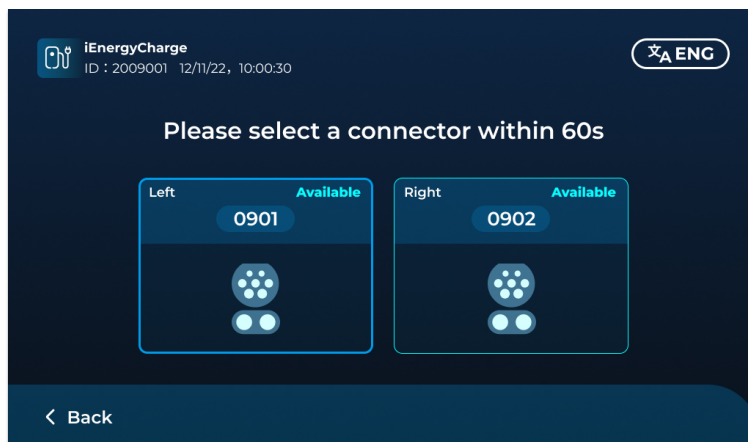 iEnergyCharge
ID：2009001 12/11/22，10:00:30
文A ENG
Please select a connector within 60s
Left Available
0901
Right Available
0902
Back